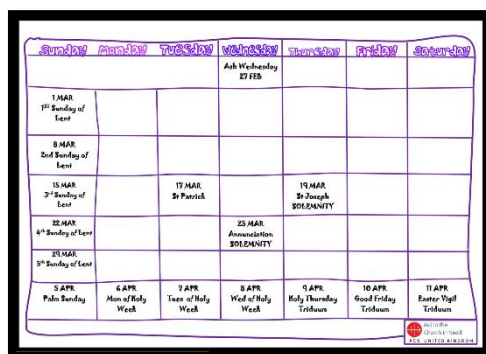 Sunday Monday Tuesday Wednesday Thursday Friday Saturday
Ash Wednesday
27 FEB
1 MAR
1st Sunday of
Lent
8 MAR
2nd Sunday of
Lent
15 MAR
3rd Sunday of
Lent
17 MAR
St Patrick
19 MAR
St Joseph
SOLEMNITY
22 MAR
4th Sunday of Lent
25 MAR
Annunciation
SOLEMNITY
29 MAR
5th Sunday of Lent
5 APR
Palm Sunday
6 APR
Mon of Holy
Week
7 APR
Tues of Holy
Week
8 APR
Wed of Holy
Week
9 APR
Holy Thursday
Triduum
10 APR
Good Friday
Triduum
11 APR
Easter Vigil
Triduum
Aid to the
Church in Need
ACN UNITED KINGDOM